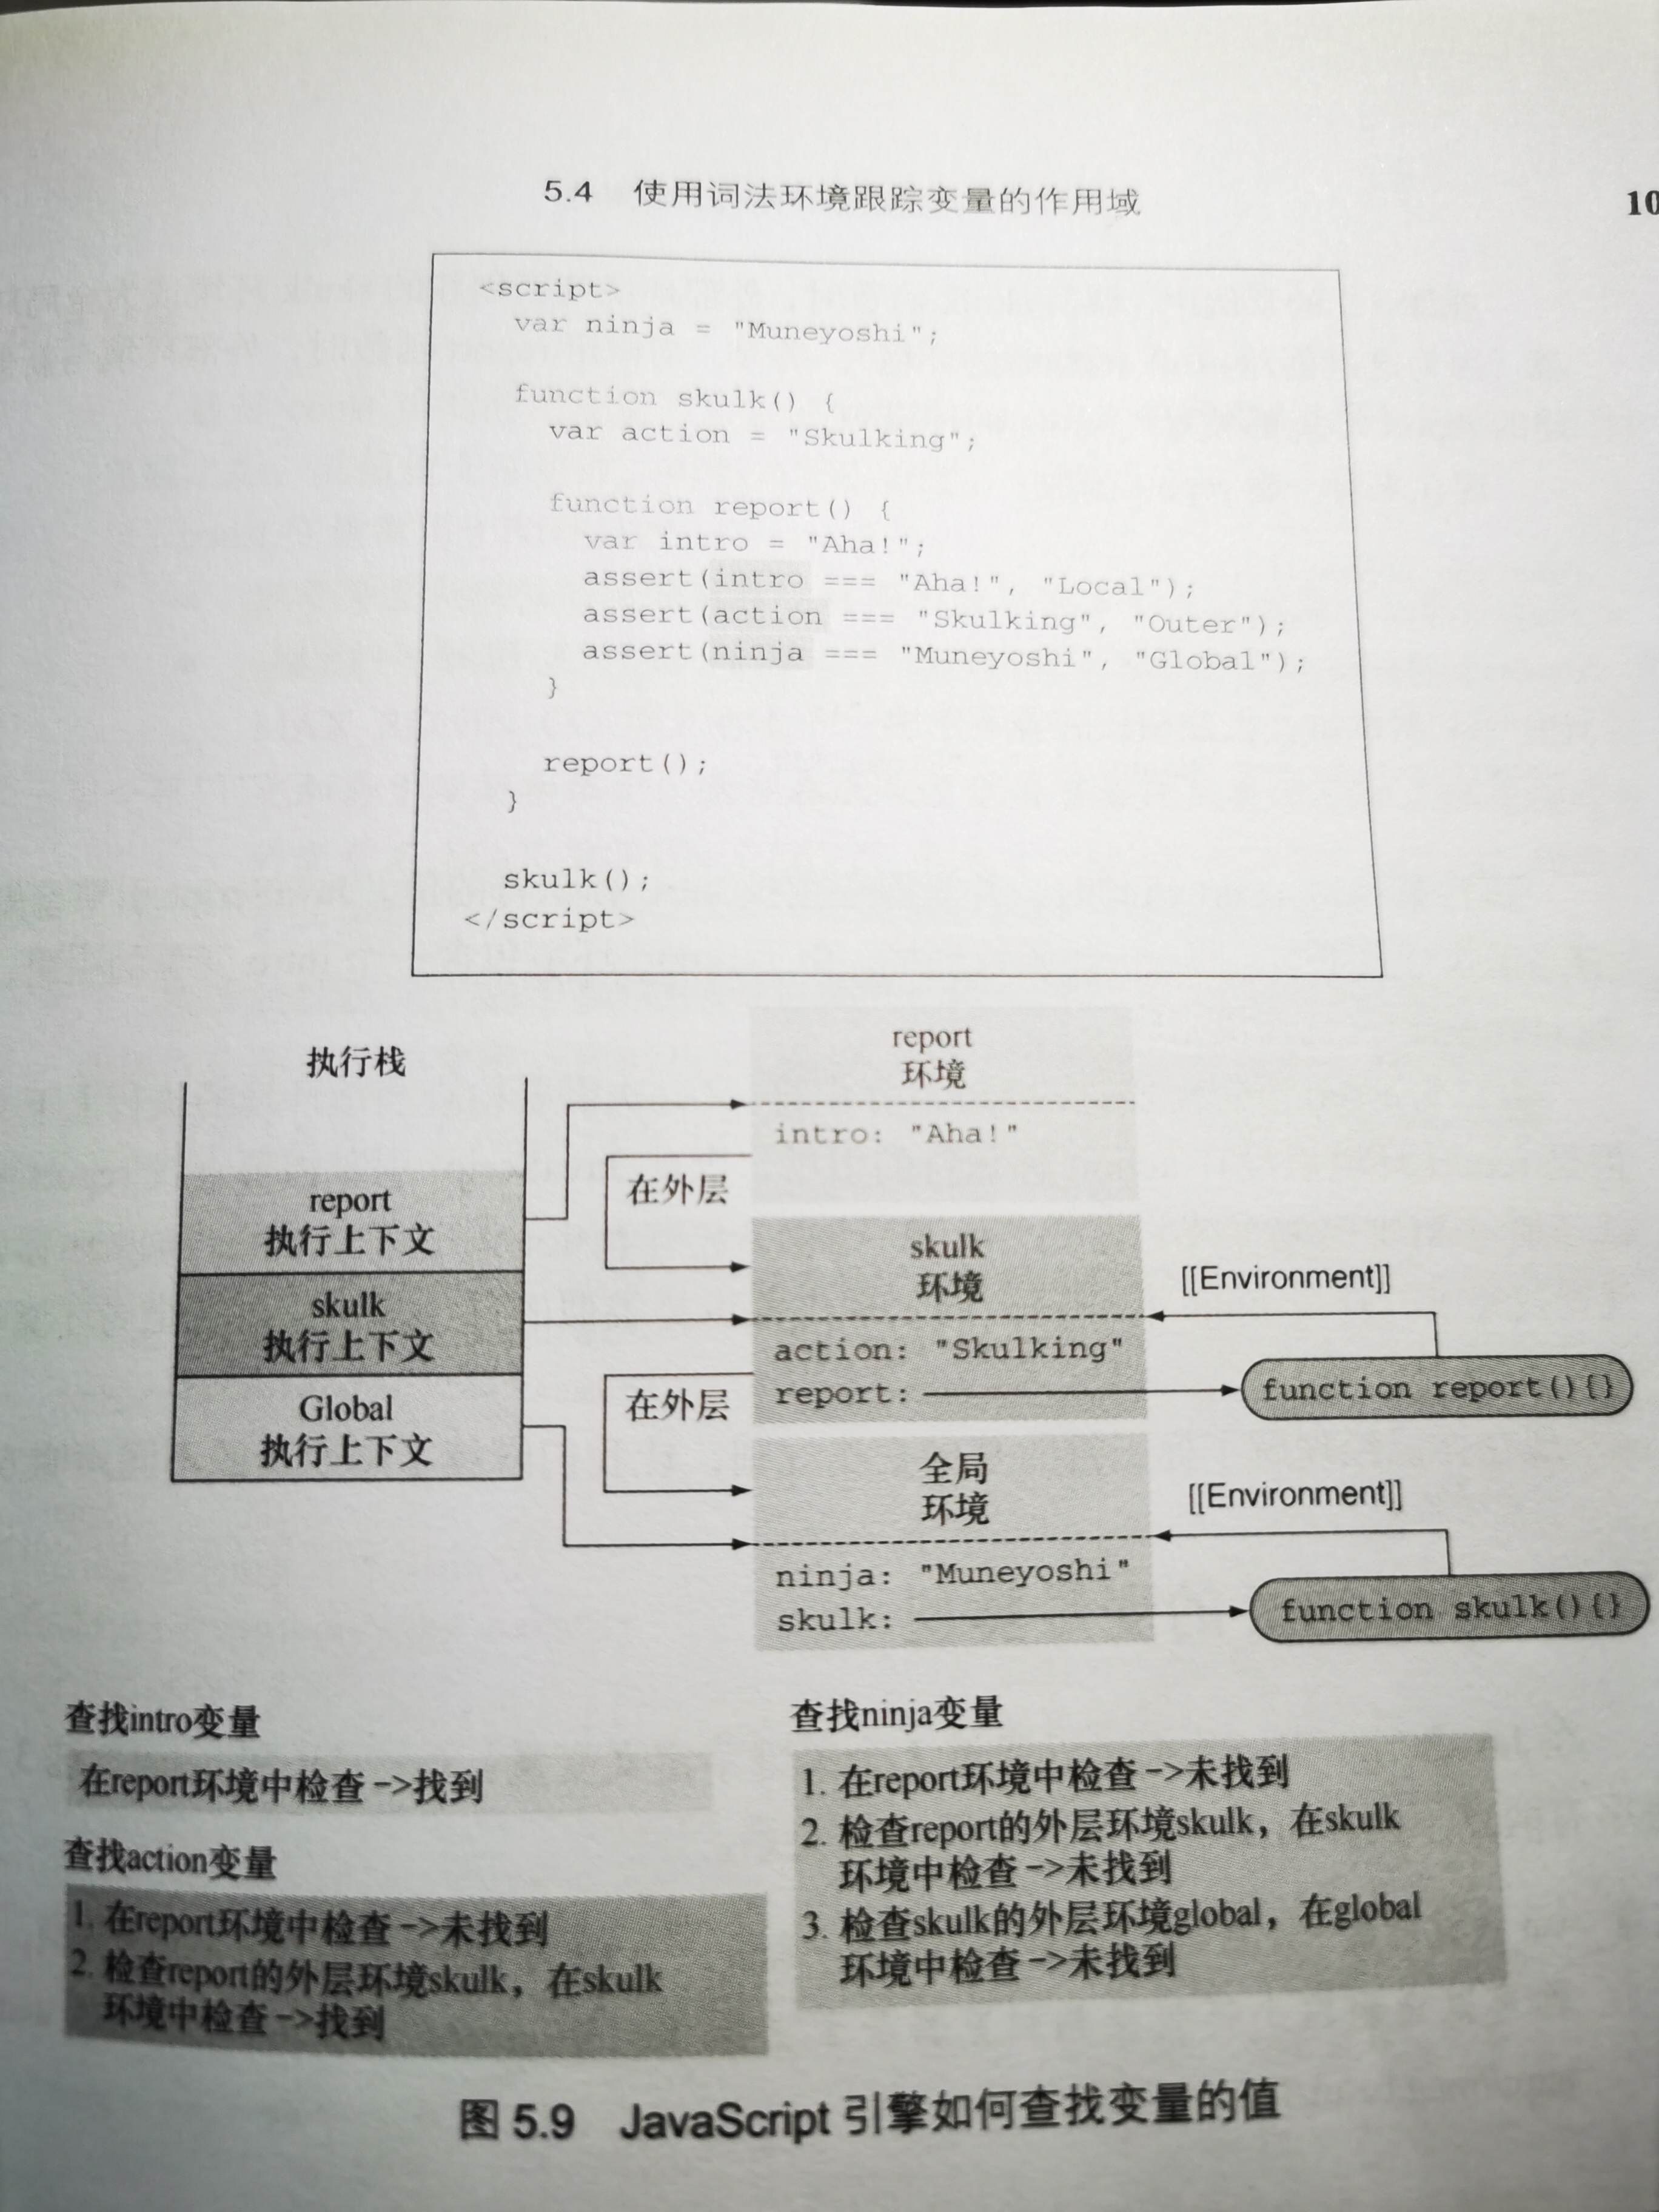 5.4 使用词法环境跟踪变量的作用域
10
<script>
var ninja = "Muneyoshi";
function skulk() {
var action = "Skulking";
function report() {
var intro = "Aha!";
assert(intro === "Aha!", "Local");
assert(action === "Skulking", "Outer");
assert(ninja === "Muneyoshi", "Global");
}
report();
}
skulk();
</script>
执行栈
report
执行上下文
skulk
执行上下文
Global
执行上下文
report
环境
intro: "Aha!"
在外层
skulk
环境
[[Environment]]
action: "Skulking"
report:
function report(){}
在外层
全局
环境
[[Environment]]
ninja: "Muneyoshi"
skulk:
function skulk(){}
查找intro变量
在report环境中检查->找到
查找action变量
1. 在report环境中检查->未找到
2. 检查report的外层环境skulk，在skulk
环境中检查->找到
查找ninja变量
1. 在report环境中检查->未找到
2. 检查report的外层环境skulk，在skulk
环境中检查->未找到
3. 检查skulk的外层环境global，在global
环境中检查->未找到
图 5.9 JavaScript 引擎如何查找变量的值